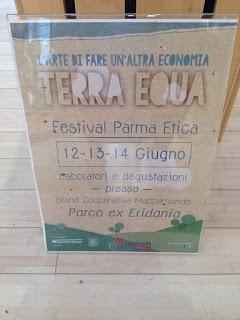 L'ARTE DI FARE UN'ALTRA ECONOMIA
TERRA EQUA
Festival Parma Etica
12-13-14 Giugno
Laboratori e degustazioni
— presso —
Stand Cooperativa Mappamondo
Parco ex Eridania